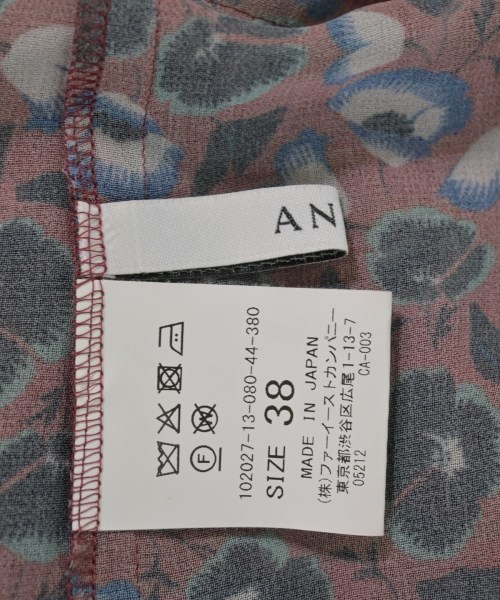 AN
F
102027-13-080-44-380
SIZE 38
MADE IN JAPAN
(株)ファーイーストカンパニー
東京都渋谷区広尾1-13-7
05212 CA-003